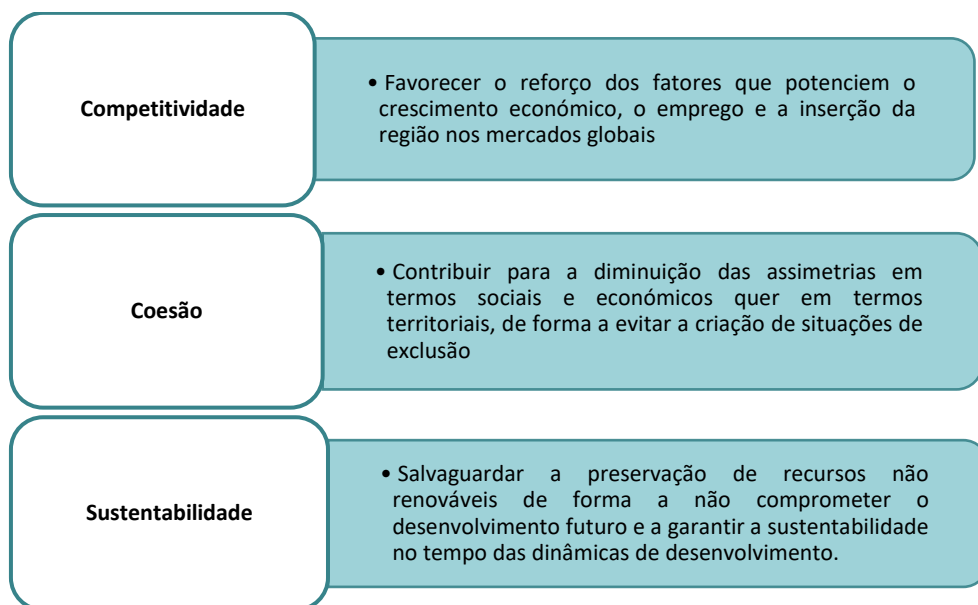 Competitividade
• Favorecer o reforço dos fatores que potenciem o
crescimento económico, o emprego e a inserção da
região nos mercados globais
Coesão
• Contribuir para a diminuição das assimetrias em
termos sociais e económicos quer em termos
territoriais, de forma a evitar a criação de situações de
exclusão
Sustentabilidade
• Salvaguardar a preservação de recursos não
renováveis de forma a não comprometer o
desenvolvimento futuro e a garantir a sustentabilidade
no tempo das dinâmicas de desenvolvimento.